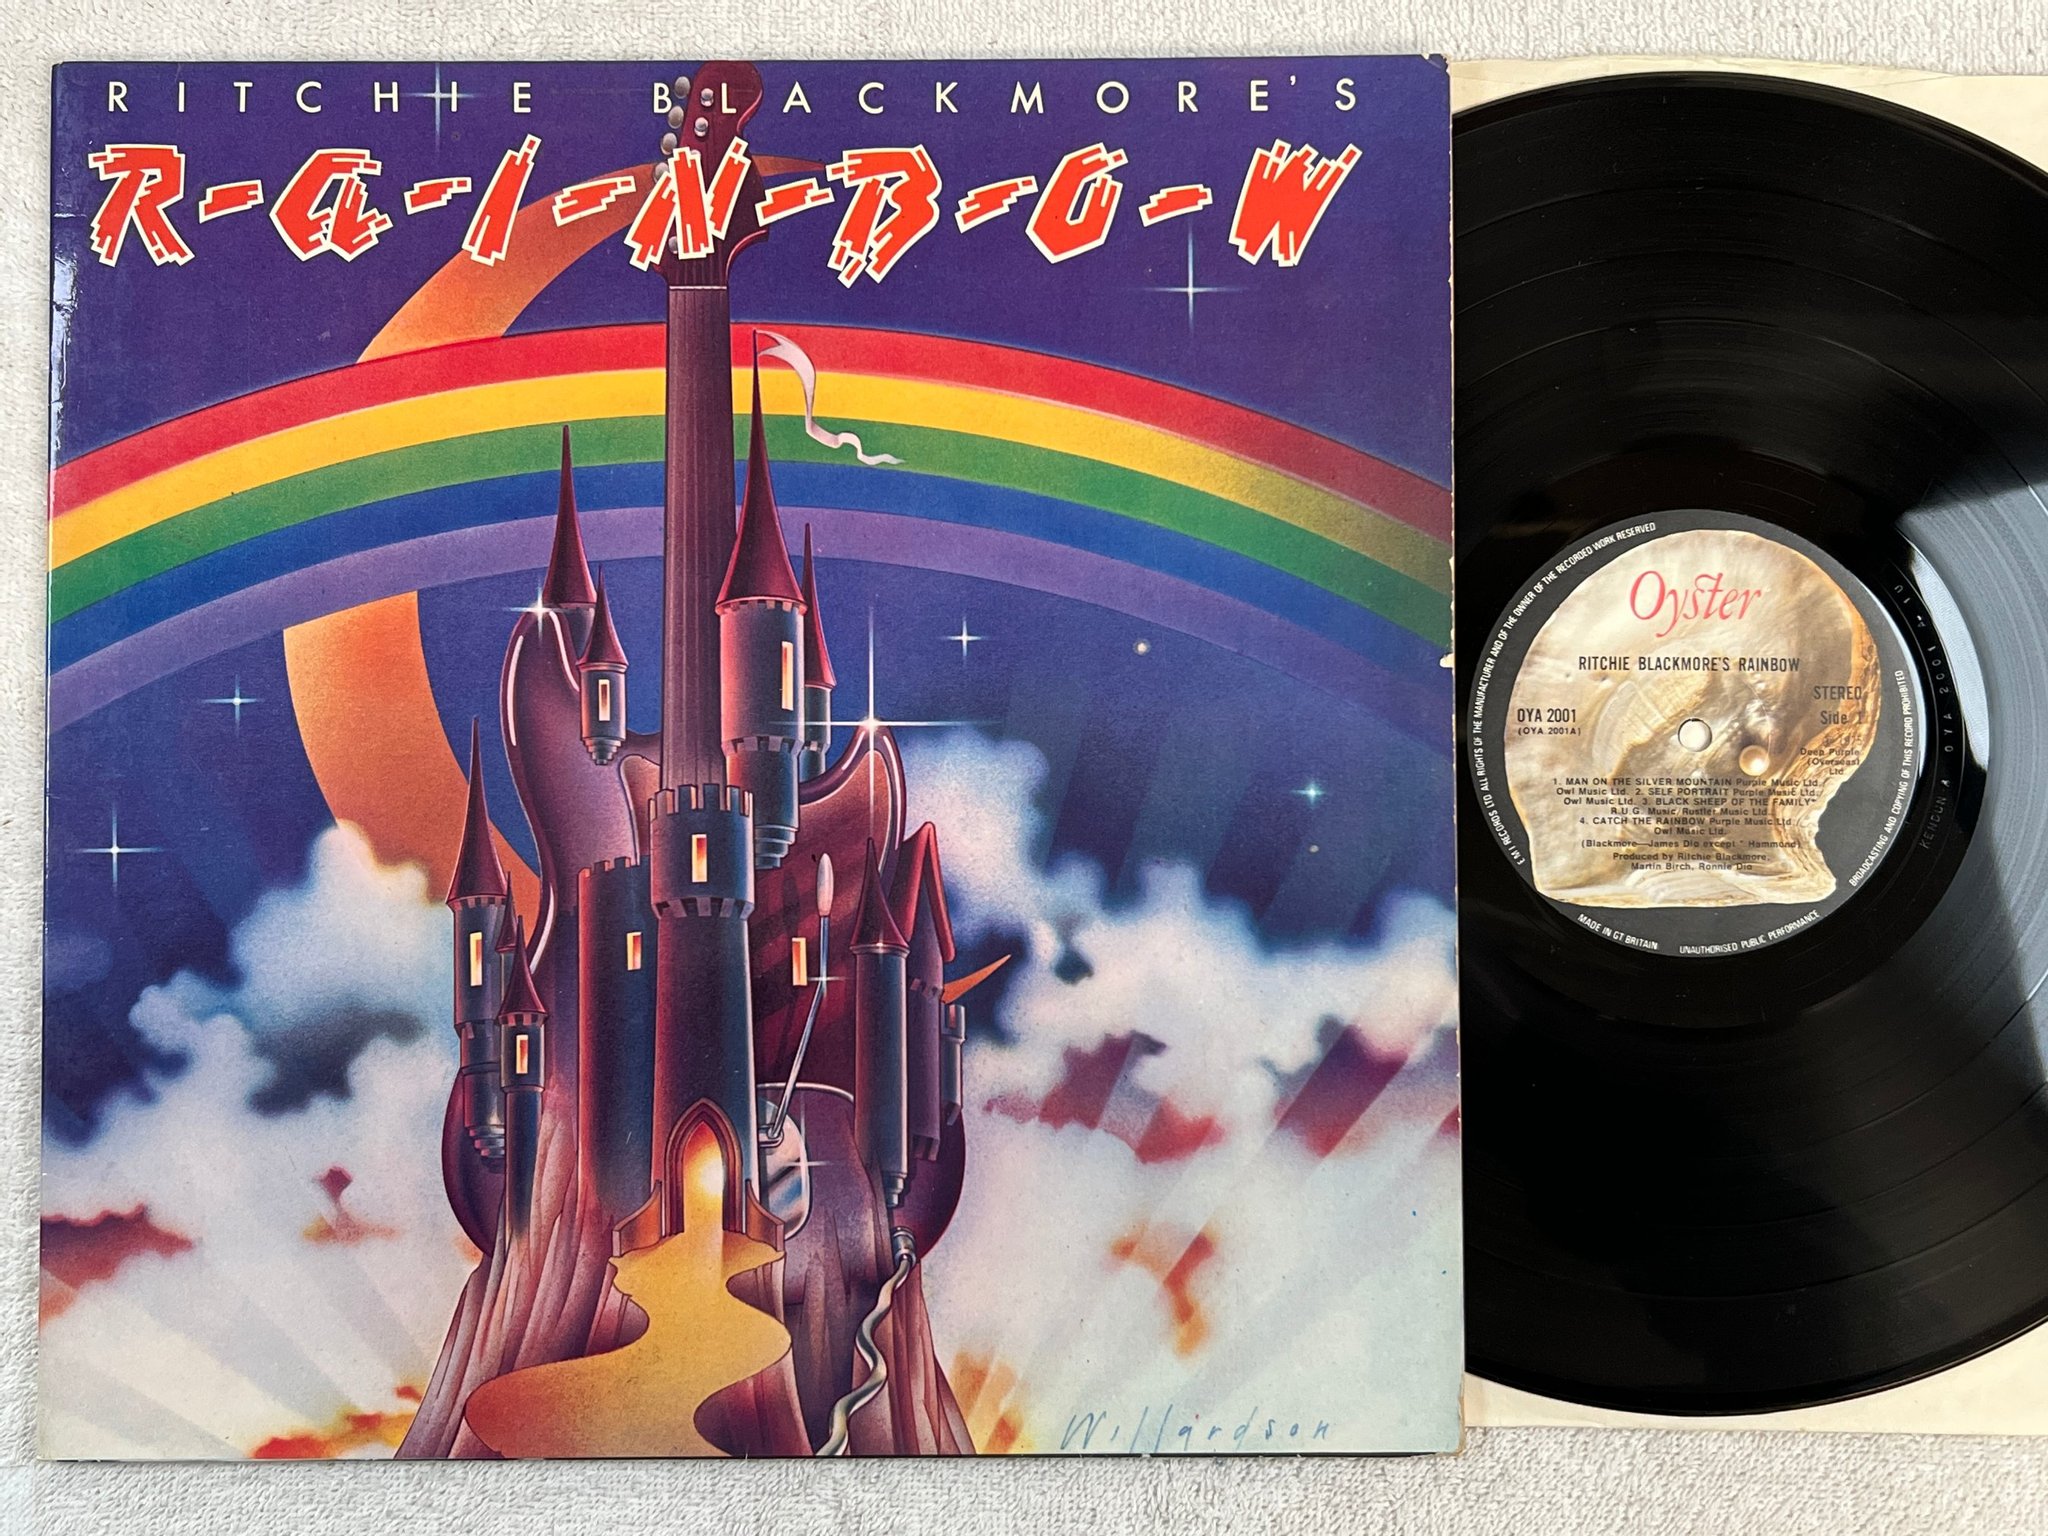 RITCHIE BLACKMORE'S
R-A-I-N-B-O-W
Willardson
E M I RECORDS LTD ALL RIGHTS OF THE MANUFACTURER AND OF THE OWNER OF THE RECORDED WORK RESERVED
Oyster
RITCHIE BLACKMORE'S RAINBOW
STEREO
OYA 2001
Side 1
(OYA 2001A)
Deep Purple
(Overseas)
Ltd.
1. MAN ON THE SILVER MOUNTAIN Purple Music Ltd./
Owl Music Ltd. 2. SELF PORTRAIT Purple Music Ltd./
Owl Music Ltd. 3. BLACK SHEEP OF THE FAMILY*
R.U.G. Music/Rustler Music Ltd.
4. CATCH THE RAINBOW Purple Music Ltd./
Owl Music Ltd.
(Blackmore—James Dio except * Hammond)
Produced by Ritchie Blackmore,
Martin Birch, Ronnie Dio
MADE IN GT BRITAIN
UNAUTHORISED PUBLIC PERFORMANCE
BROADCASTING AND COPYING OF THIS RECORD PROHIBITED